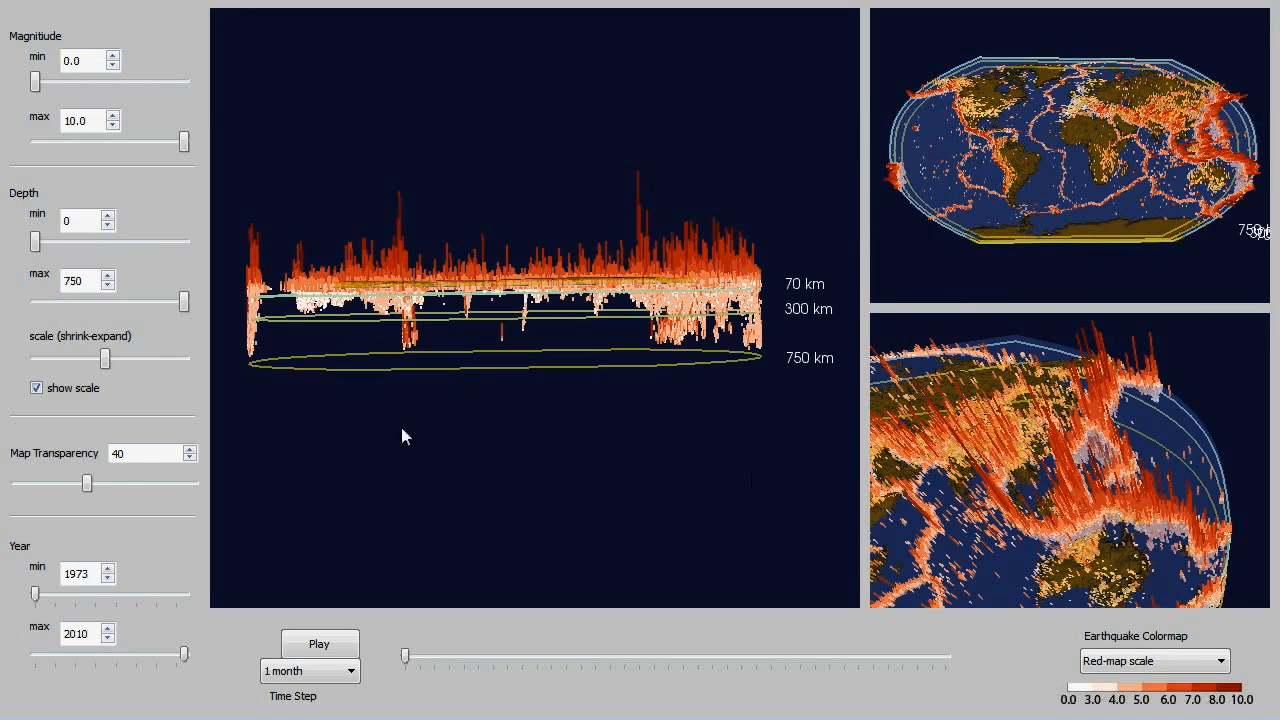 Magnitiude
min
0.0
max
10.0
Depth
min
0
max
750
scale (shrink-expand)
show scale
Map Transparency 40
Year
min
1973
max
2010
70 km
300 km
750 km
Play
1 month
Time Step
Earthquake Colormap
Red-map scale
0.0 3.0 4.0 5.0 6.0 7.0 8.0 10.0